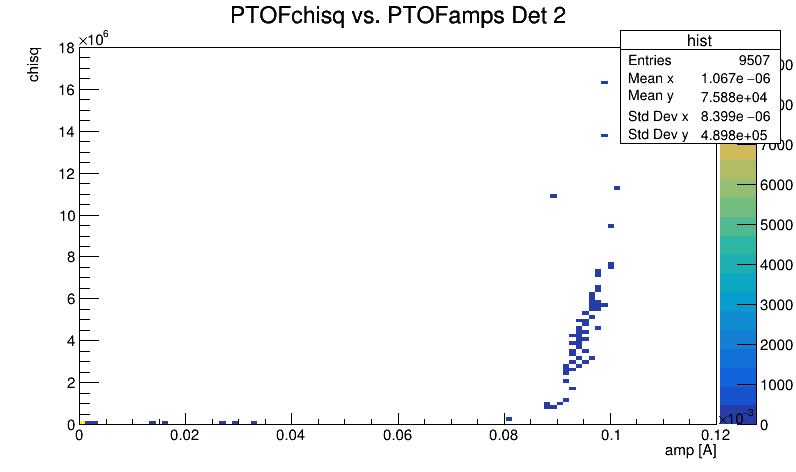 PTOFchisq vs. PTOFamps Det 2
×10⁶
chisq
hist
Entries 9507
Mean x 1.067e−06
Mean y 7.588e+04
Std Dev x 8.399e−06
Std Dev y 4.898e+05
18
16
14
12
10
8
6
4
2
0
7000
6000
5000
4000
3000
2000
1000
0
×10⁻³
0 0.02 0.04 0.06 0.08 0.1 0.12
amp [A]